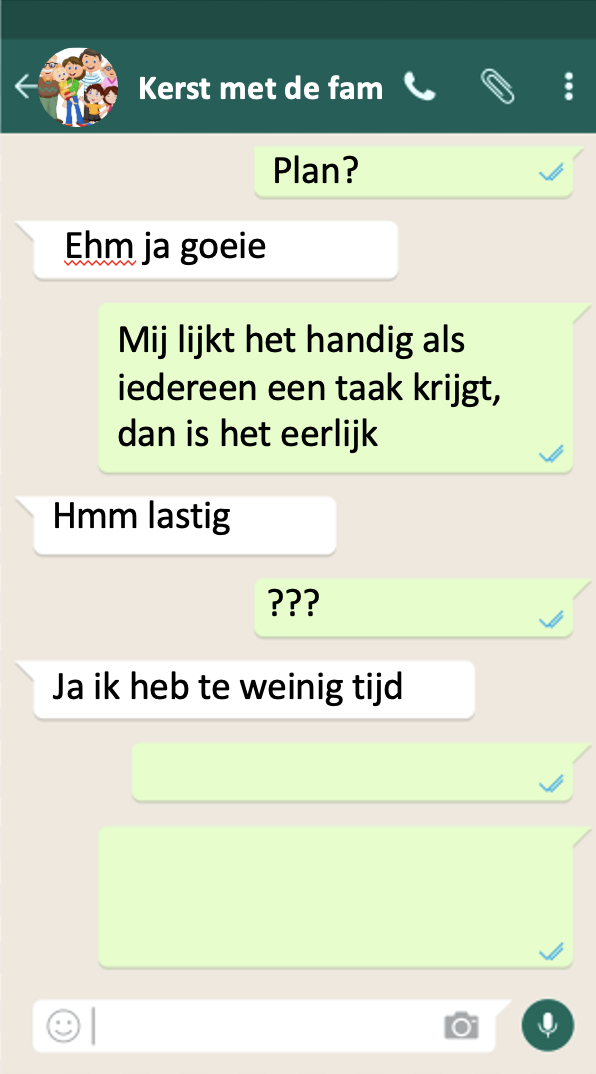 Kerst met de fam
Plan?
Ehm ja goeie
Mij lijkt het handig als
iedereen een taak krijgt,
dan is het eerlijk
Hmm lastig
???
Ja ik heb te weinig tijd